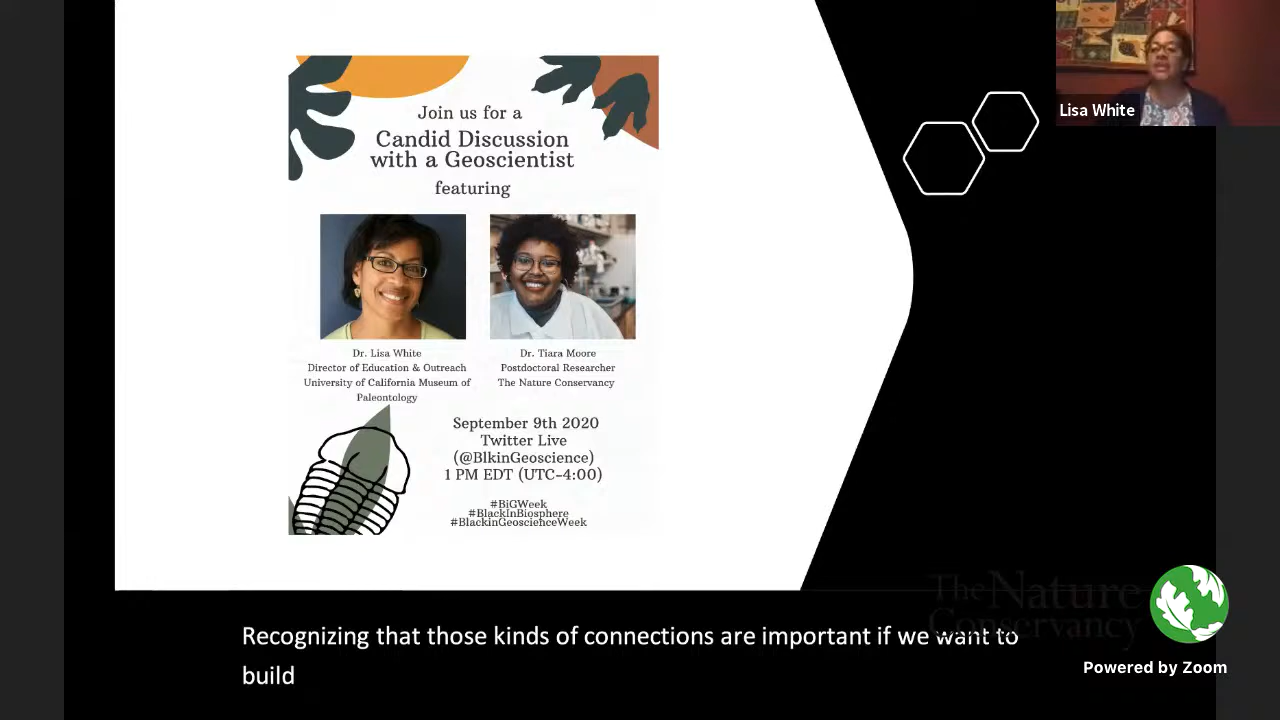 Join us for a
Candid Discussion
with a Geoscientist
featuring
Dr. Lisa White
Director of Education & Outreach
University of California Museum of
Paleontology
Dr. Tiara Moore
Postdoctoral Researcher
The Nature Conservancy
September 9th 2020
Twitter Live
(@BlkinGeoscience)
1 PM EDT (UTC-4:00)
#BiGWeek
#BlackInBiosphere
#BlackinGeoscienceWeek
Lisa White
The Nature
Conservancy
Powered by Zoom
Recognizing that those kinds of connections are important if we want to
build